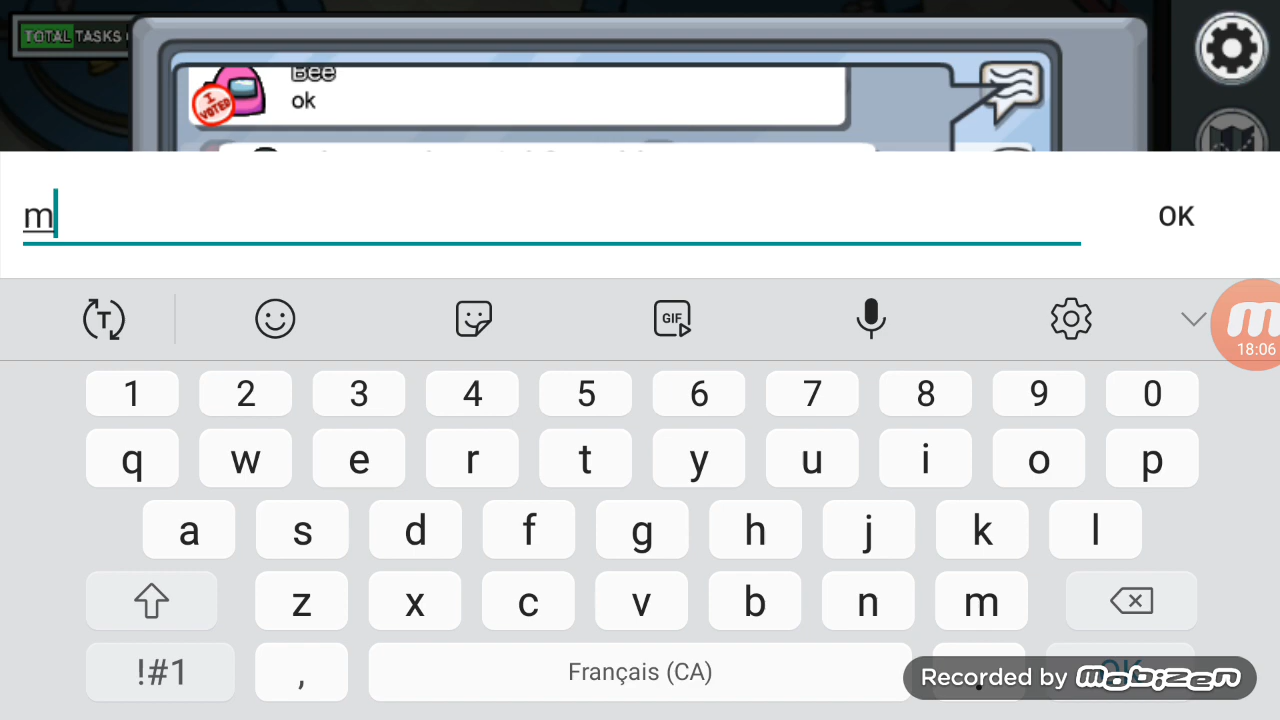 TOTAL TASKS
Bee
I VOTED
ok
m
OK
T
GIF
18:06
1 2 3 4 5 6 7 8 9 0
q w e r t y u i o p
a s d f g h j k l
z x c v b n m
!#1 , Français (CA) . OK
Recorded by mobizen